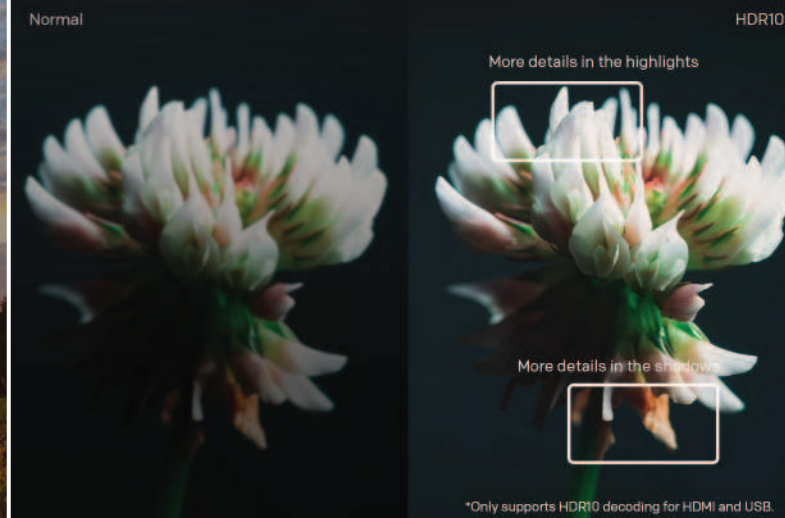 Normal
HDR10
More details in the highlights
More details in the shadows
*Only supports HDR10 decoding for HDMI and USB.